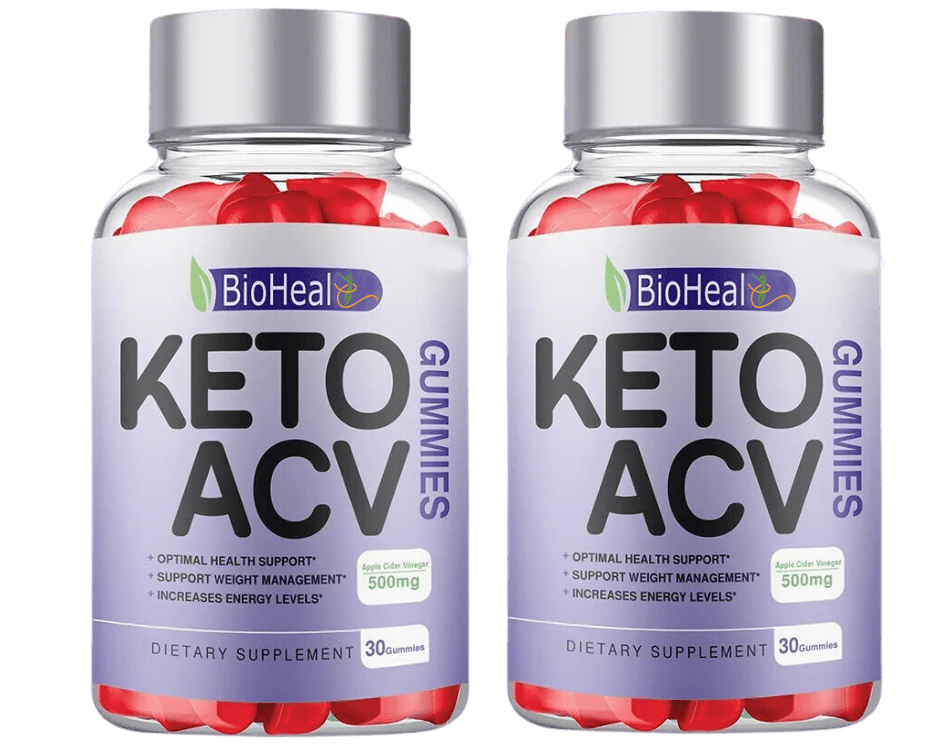 BioHeal
KETO
ACV
GUMMIES
+ OPTIMAL HEALTH SUPPORT*
+ SUPPORT WEIGHT MANAGEMENT*
+ INCREASES ENERGY LEVELS*
Apple Cider Vinegar
500mg
DIETARY SUPPLEMENT
30Gummies
BioHeal
KETO
ACV
GUMMIES
+ OPTIMAL HEALTH SUPPORT*
+ SUPPORT WEIGHT MANAGEMENT*
+ INCREASES ENERGY LEVELS*
Apple Cider Vinegar
500mg
DIETARY SUPPLEMENT
30Gummies